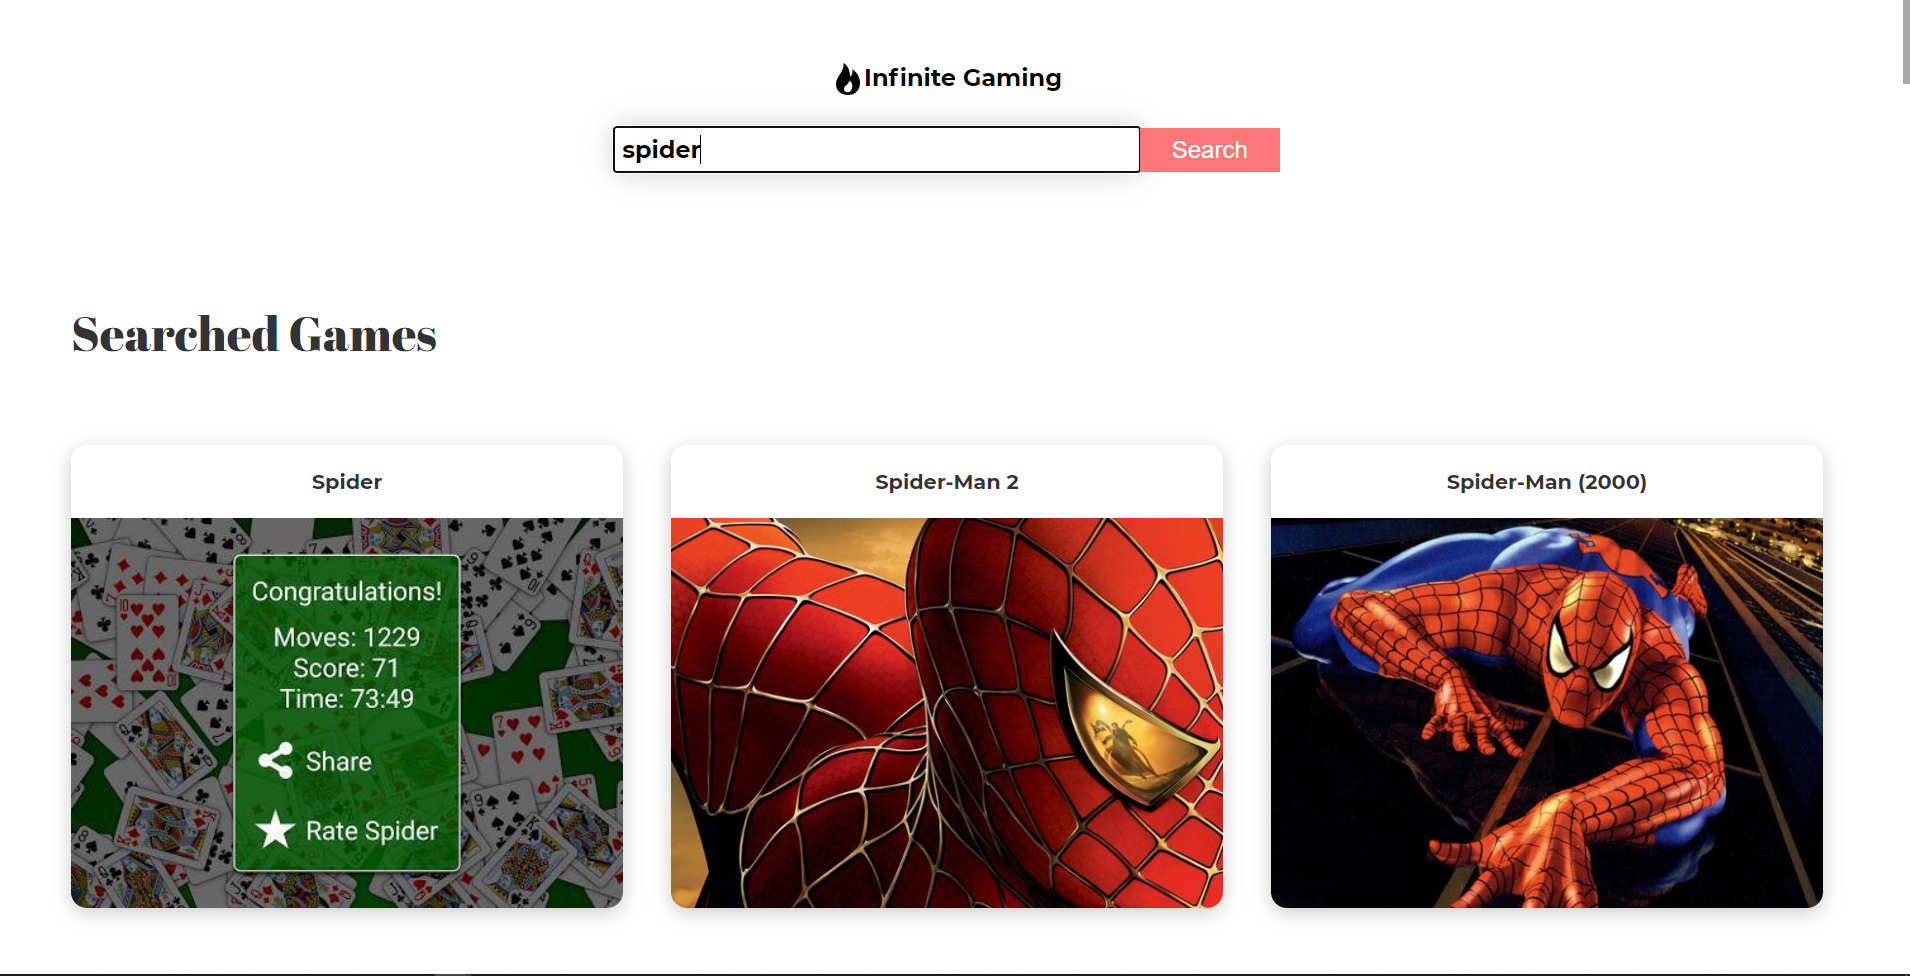 Infinite Gaming
spider
Search
Searched Games
Spider
Congratulations!
Moves: 1229
Score: 71
Time: 73:49
Share
Rate Spider
Spider-Man 2
Spider-Man (2000)